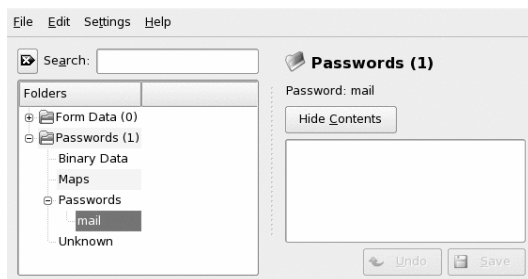 File Edit Settings Help
Search:
Folders
Form Data (0)
Passwords (1)
Binary Data
Maps
Passwords
mail
Unknown
Passwords (1)
Password: mail
Hide Contents
Undo Save